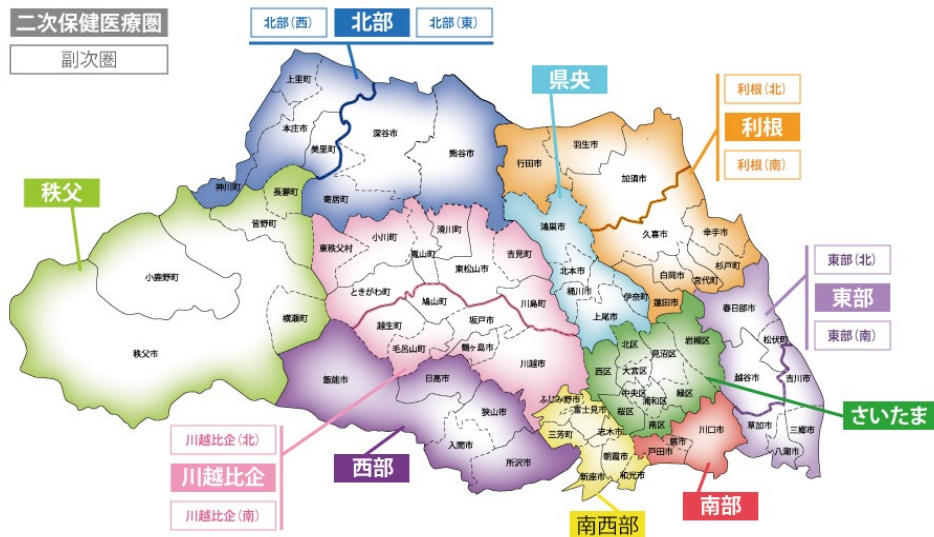 二次保健医療圏
副次圏
北部(西)
北部
北部(東)
県央
利根(北)
利根
利根(南)
秩父
東部(北)
東部
東部(南)
さいたま
川越比企(北)
川越比企
川越比企(南)
西部
南西部
南部
上里町
本庄市
美里町
神川町
深谷市
熊谷市
寄居町
長瀞町
皆野町
小鹿野町
秩父市
横瀬町
東秩父村
小川町
滑川町
嵐山町
東松山市
吉見町
ときがわ町
鳩山町
川島町
越生町
坂戸市
毛呂山町
鶴ヶ島市
川越市
飯能市
日高市
狭山市
入間市
所沢市
行田市
羽生市
加須市
久喜市
幸手市
白岡市
宮代町
杉戸町
蓮田市
鴻巣市
北本市
桶川市
伊奈町
上尾市
北区
岩槻区
西区
大宮区
見沼区
中央区
浦和区
緑区
桜区
南区
春日部市
松伏町
越谷市
吉川市
草加市
三郷市
八潮市
ふじみ野市
富士見市
三芳町
志木市
朝霞市
新座市
和光市
戸田市
蕨市
川口市